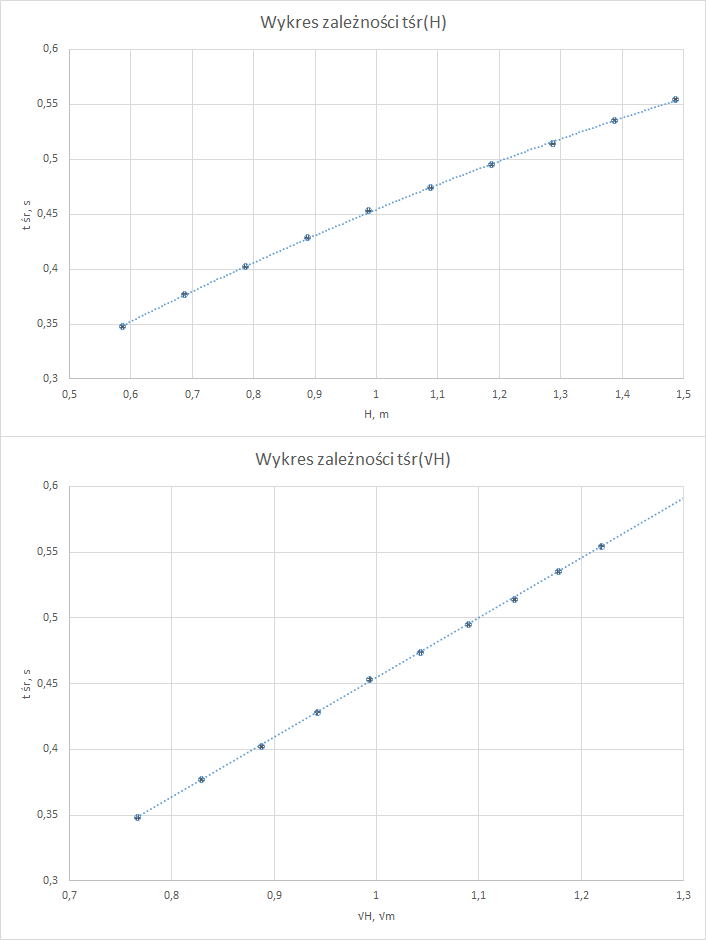 Wykres zależności tśr(H)
0,6
0,55
0,5
0,45
0,4
0,35
0,3
t śr, s
0,5 0,6 0,7 0,8 0,9 1 1,1 1,2 1,3 1,4 1,5
H, m
Wykres zależności tśr(√H)
0,6
0,55
0,5
0,45
0,4
0,35
0,3
t śr, s
0,7 0,8 0,9 1 1,1 1,2 1,3
√H, √m